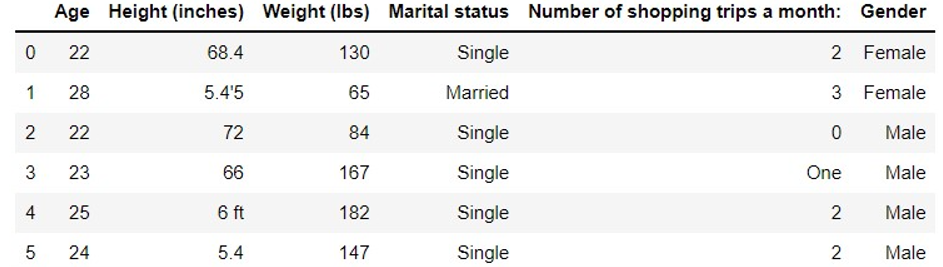 Age Height (inches) Weight (lbs) Marital status Number of shopping trips a month: Gender
0 22 68.4 130 Single 2 Female
1 28 5.4'5 65 Married 3 Female
2 22 72 84 Single 0 Male
3 23 66 167 Single One Male
4 25 6 ft 182 Single 2 Male
5 24 5.4 147 Single 2 Male